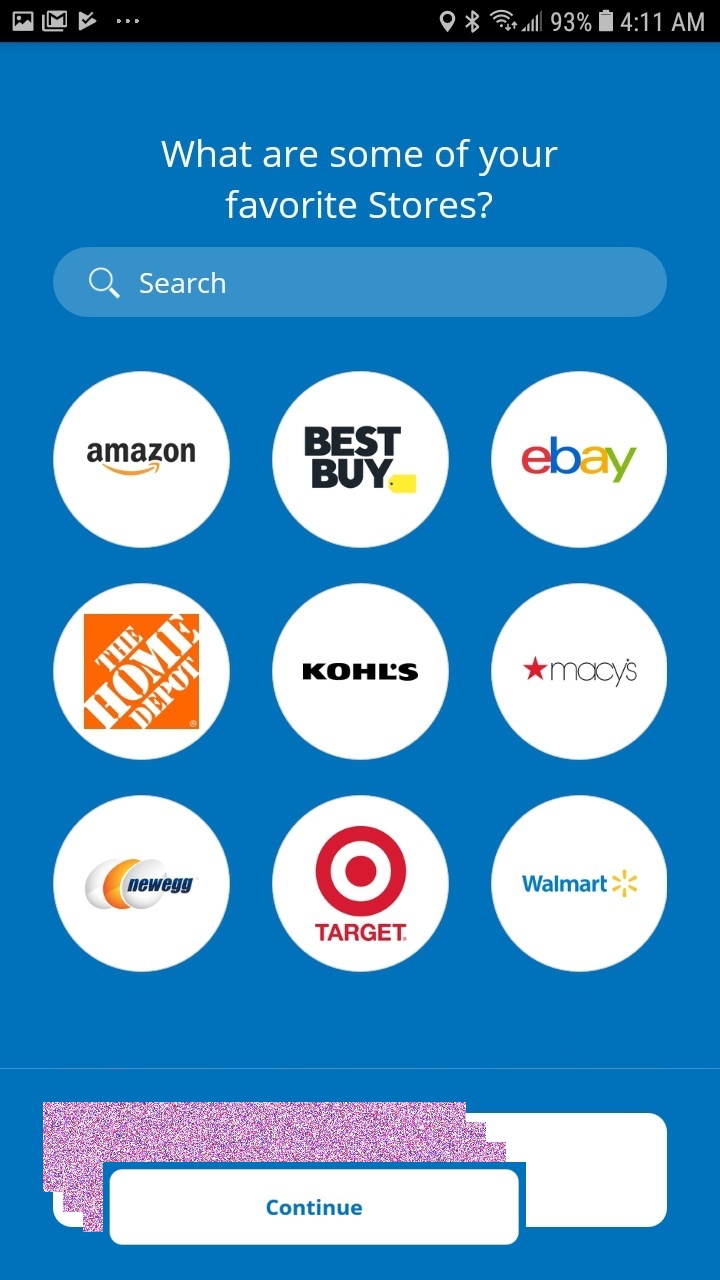 93% 4:11 AM
What are some of your
favorite Stores?
Search
amazon
BEST
BUY
ebay
THE
HOME
DEPOT
KOHL'S
macy's
newegg
TARGET
Walmart
Continue